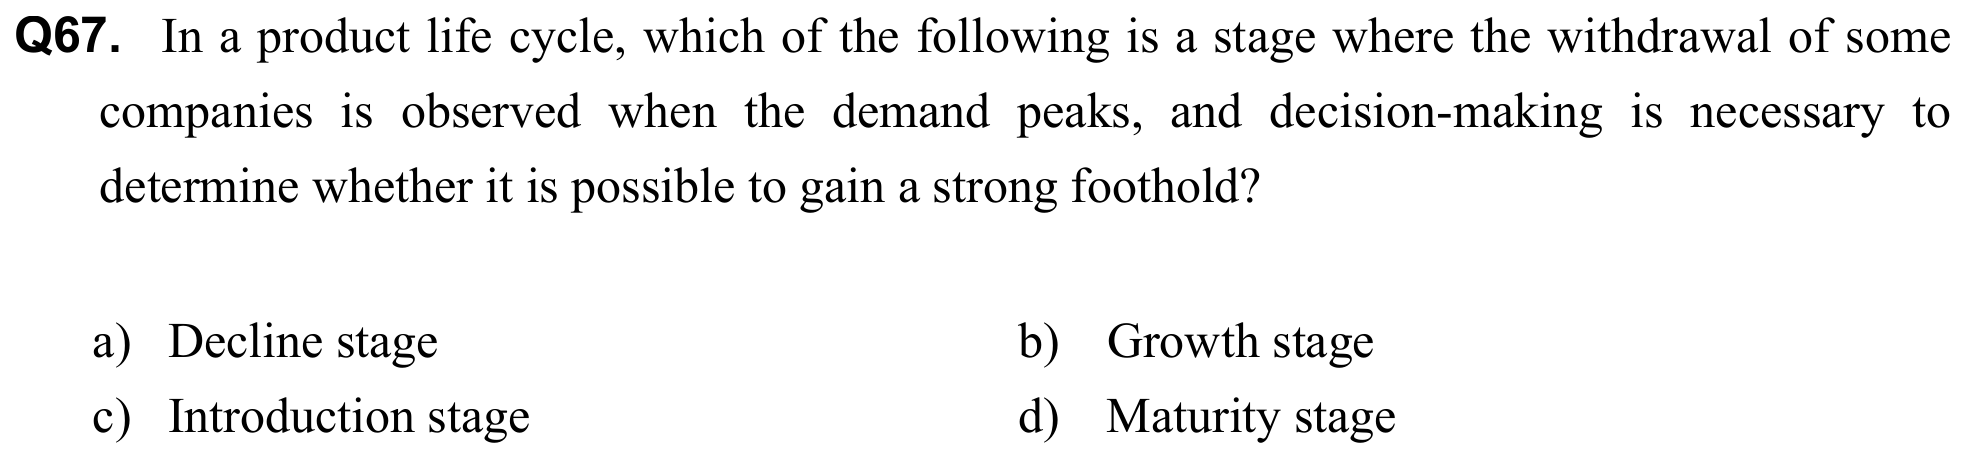 Q67. In a product life cycle, which of the following is a stage where the withdrawal of some
companies is observed when the demand peaks, and decision-making is necessary to
determine whether it is possible to gain a strong foothold?
a) Decline stage b) Growth stage
c) Introduction stage d) Maturity stage